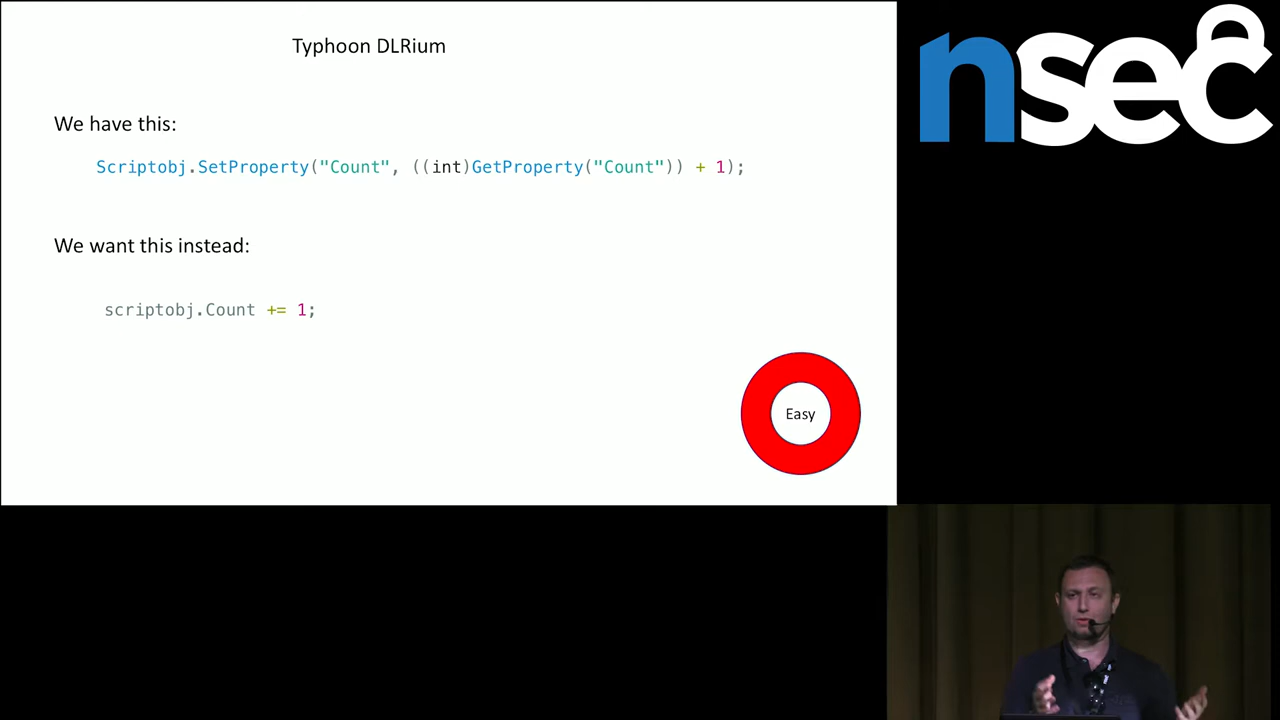 Typhoon DLRium
We have this:
Scriptobj.SetProperty("Count", ((int)GetProperty("Count")) + 1);
We want this instead:
scriptobj.Count += 1;
Easy
nsec